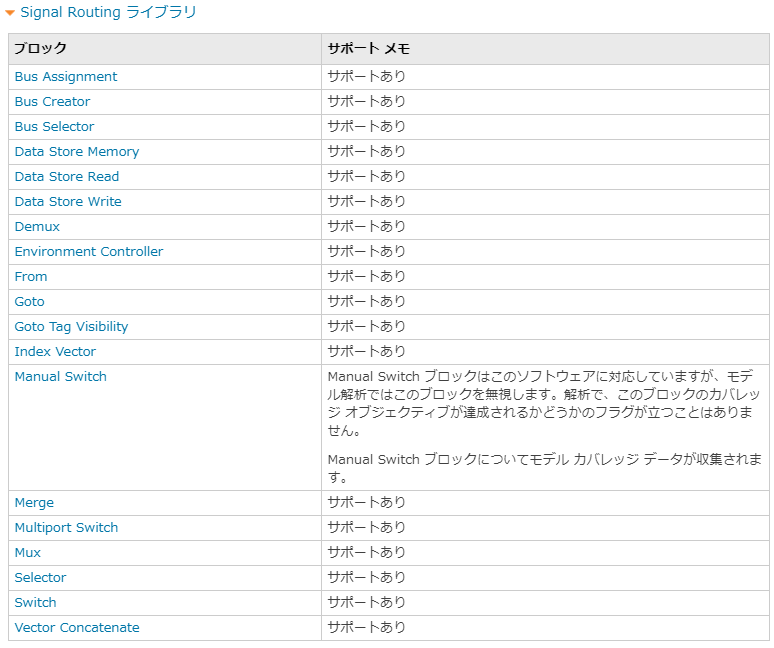 Signal Routing ライブラリ
ブロック サポート メモ
Bus Assignment サポートあり
Bus Creator サポートあり
Bus Selector サポートあり
Data Store Memory サポートあり
Data Store Read サポートあり
Data Store Write サポートあり
Demux サポートあり
Environment Controller サポートあり
From サポートあり
Goto サポートあり
Goto Tag Visibility サポートあり
Index Vector サポートあり
Manual Switch Manual Switch ブロックはこのソフトウェアに対応していますが、モデ
ル解析ではこのブロックを無視します。解析で、このブロックのカバレッ
ジ オブジェクティブが達成されるかどうかのフラグが立つことはありま
せん。
Manual Switch ブロックについてモデル カバレッジ データが収集されま
す。
Merge サポートあり
Multiport Switch サポートあり
Mux サポートあり
Selector サポートあり
Switch サポートあり
Vector Concatenate サポートあり